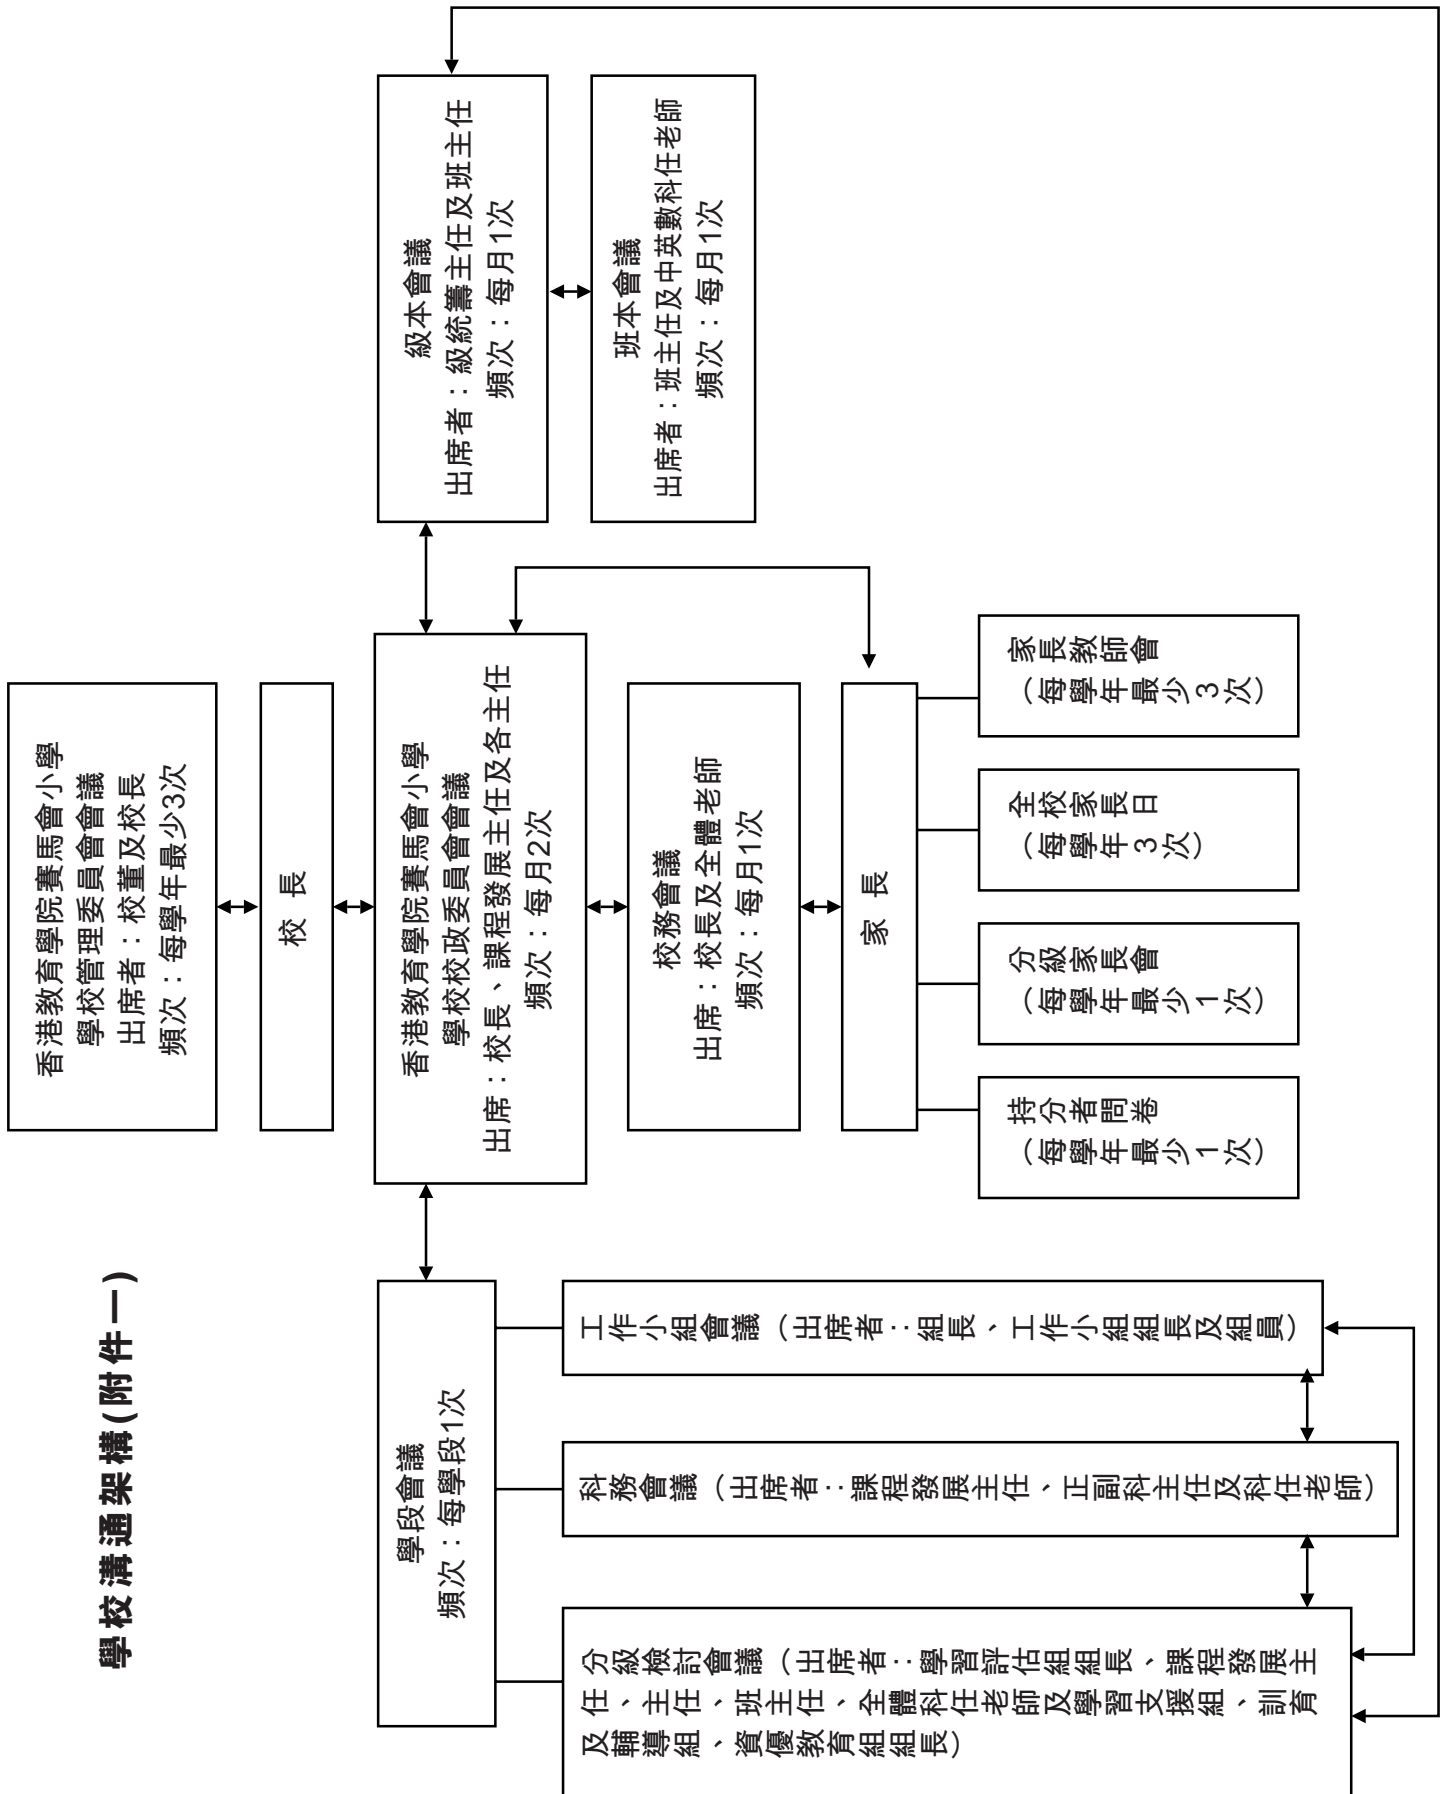 學校溝通架構(附件一)
香港教育學院賽馬會小學
學校管理委員會會議
出席者：校董及校長
頻次：每學年最少3次
校 長
香港教育學院賽馬會小學
學校校政委員會會議
出席：校長、課程發展主任及各主任
頻次：每月2次
校務會議
出席：校長及全體老師
頻次：每月1次
家 長
學段會議
頻次：每學段1次
級本會議
出席者：級統籌主任及班主任
頻次：每月1次
班本會議
出席者：班主任及中英數科任老師
頻次：每月1次
分級檢討會議（出席者：學習評估組組長、課程發展主
任、主任、班主任、全體科任老師及學習支援組、訓育
及輔導組、資優教育組組長）
科務會議（出席者：課程發展主任、正副科主任及科任老師）
工作小組會議（出席者：組長、工作小組組長及組員）
持分者問卷
（每學年最少1次）
分級家長會
（每學年最少1次）
全校家長日
（每學年3次）
家長教師會
（每學年最少3次）